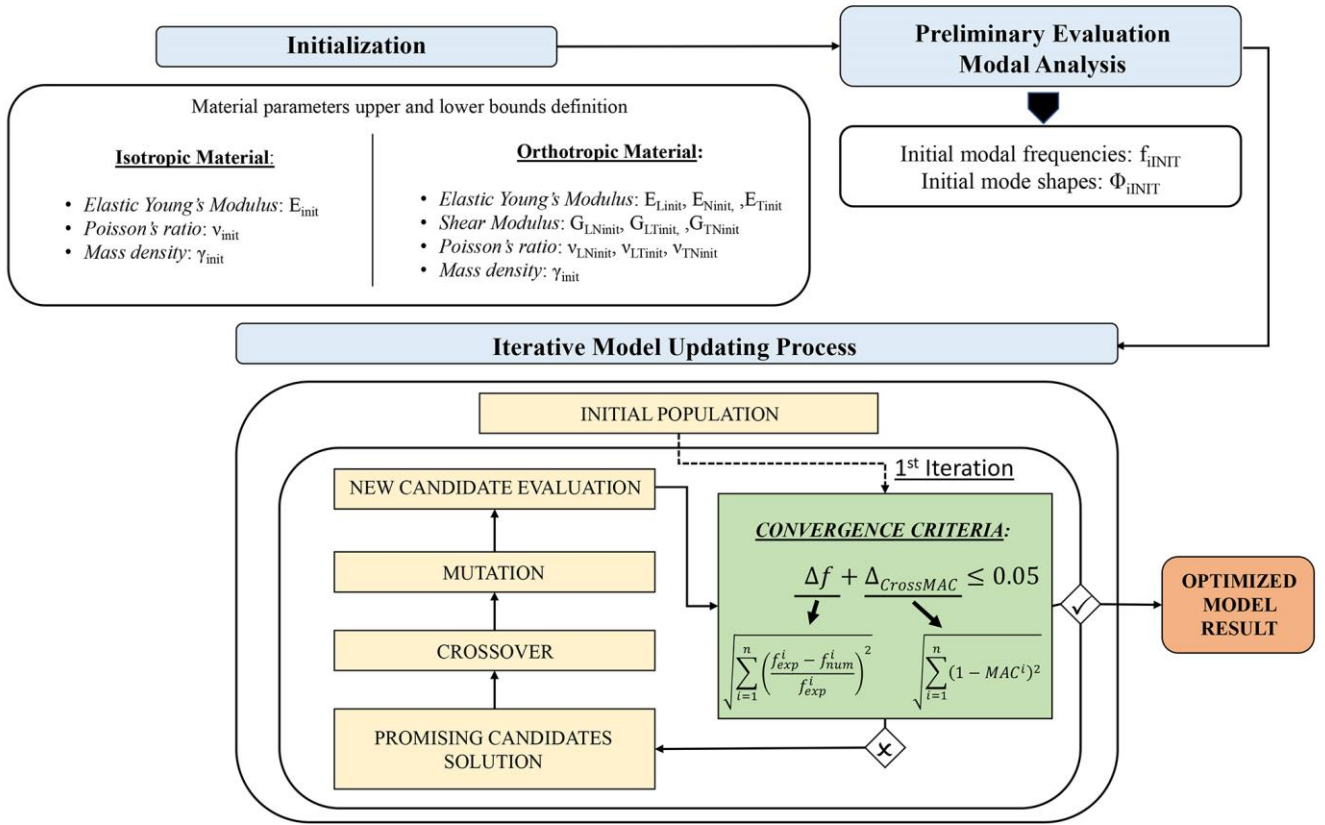 Initialization
Preliminary Evaluation
Modal Analysis
Material parameters upper and lower bounds definition
Isotropic Material:
• Elastic Young's Modulus: E_init
• Poisson's ratio: ν_init
• Mass density: γ_init
Orthotropic Material:
• Elastic Young's Modulus: E_Linit, E_Ninit, ,E_Tinit
• Shear Modulus: G_LNinit, G_LTinit, ,G_TNinit
• Poisson's ratio: ν_LNinit, ν_LTinit, ν_TNinit
• Mass density: γ_init
Initial modal frequencies: f_iINIT
Initial mode shapes: Φ_iINIT
Iterative Model Updating Process
INITIAL POPULATION
1st Iteration
NEW CANDIDATE EVALUATION
MUTATION
CROSSOVER
PROMISING CANDIDATES
SOLUTION
CONVERGENCE CRITERIA:
Δf + Δ_CrossMAC ≤ 0.05
√(∑_{i=1}^{n} ((f_exp^i − f_num^i) / f_exp^i)^2)
√(∑_{i=1}^{n} (1 − MAC^i)^2)
✓
x
OPTIMIZED
MODEL
RESULT